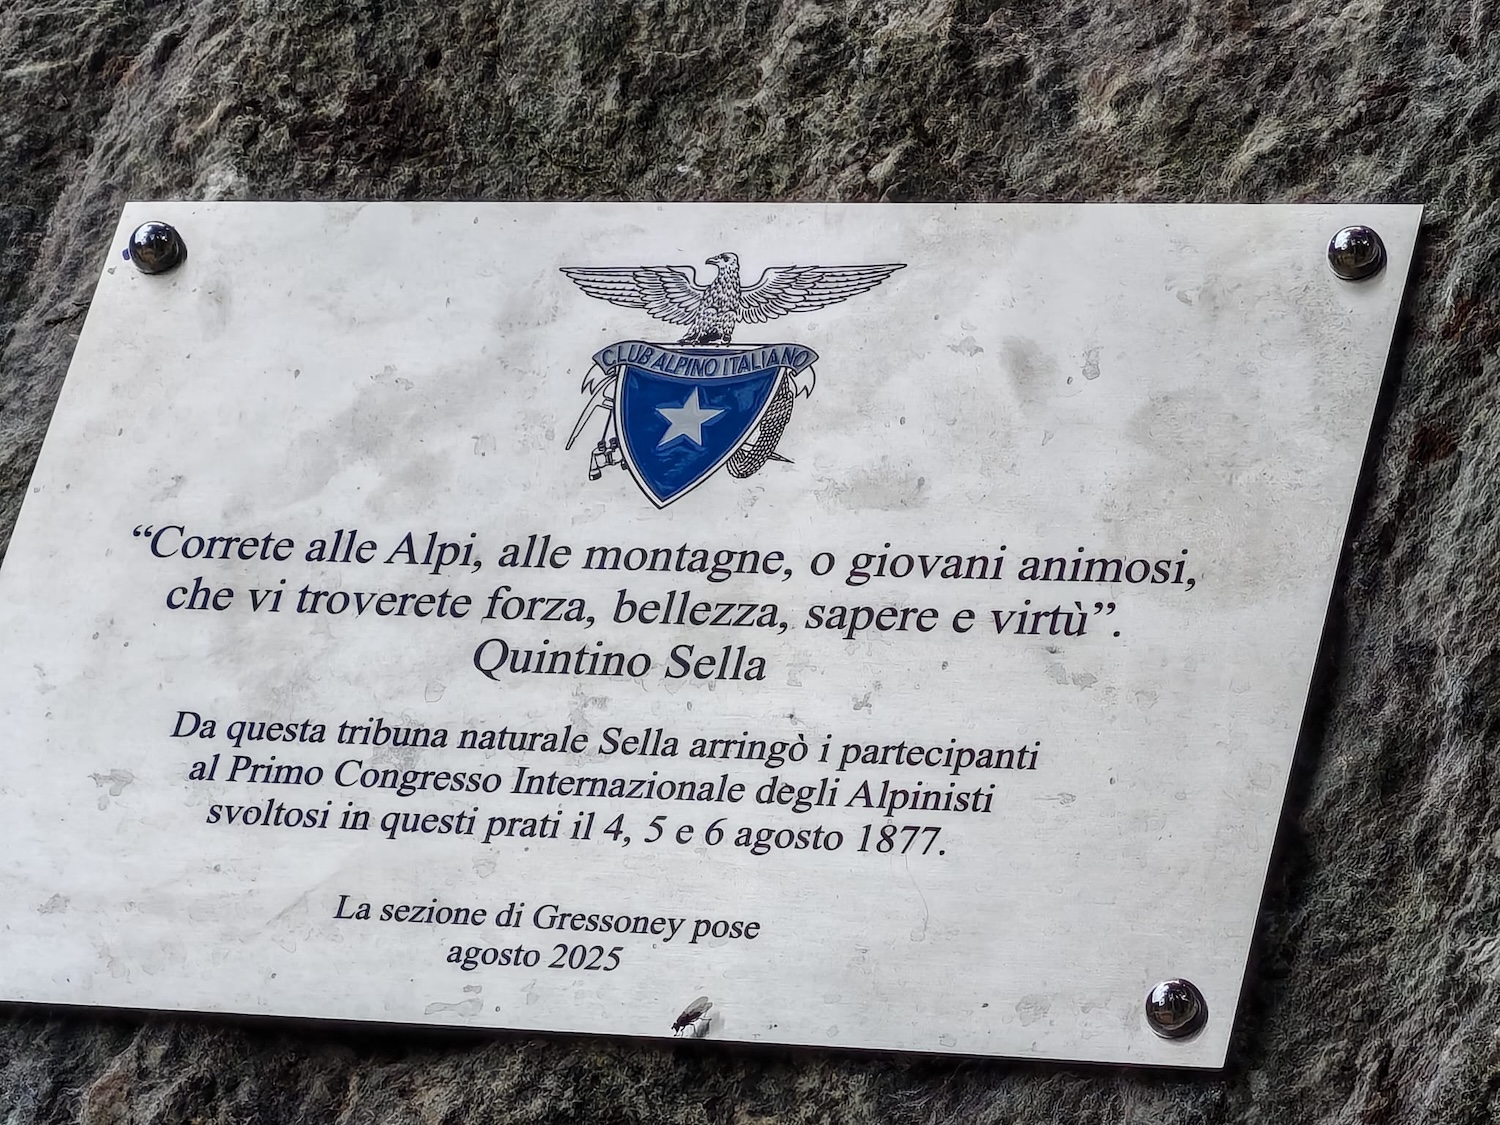 CLUB ALPINO ITALIANO
“Correte alle Alpi, alle montagne, o giovani animosi,
che vi troverete forza, bellezza, sapere e virtù”.
Quintino Sella
Da questa tribuna naturale Sella arringò i partecipanti
al Primo Congresso Internazionale degli Alpinisti
svoltosi in questi prati il 4, 5 e 6 agosto 1877.
La sezione di Gressoney pose
agosto 2025